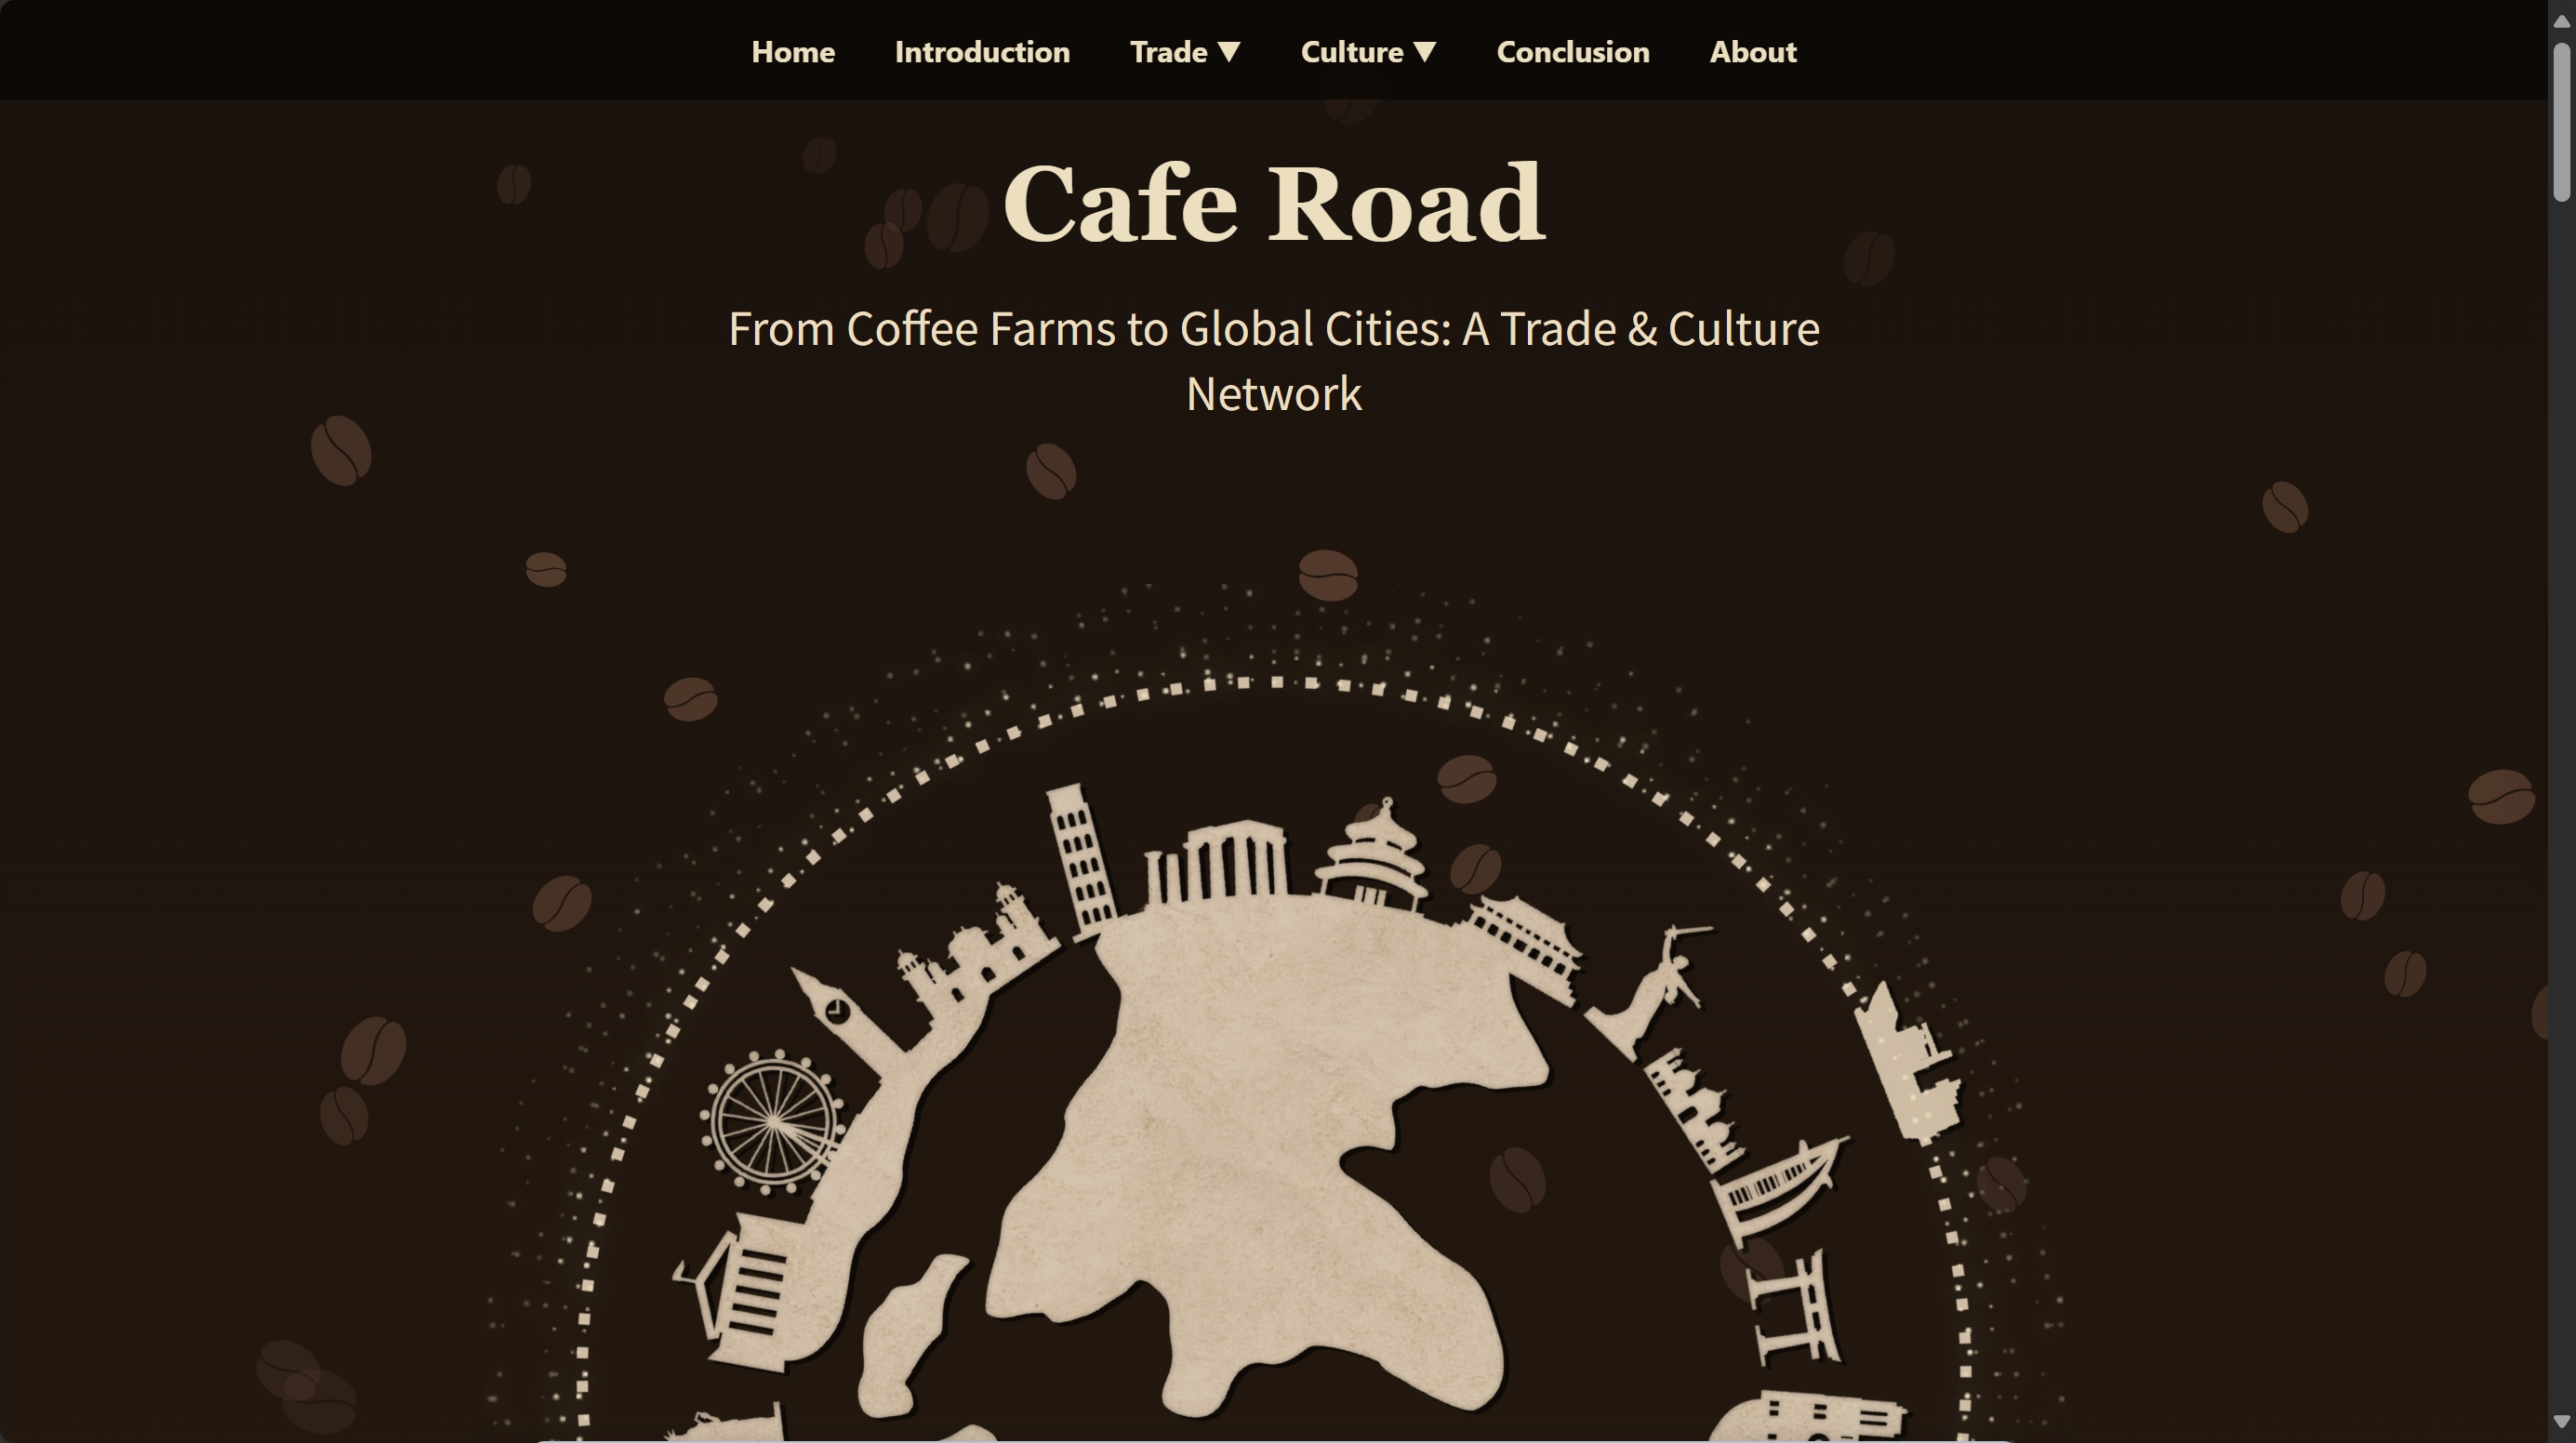 Home Introduction Trade ▼ Culture ▼ Conclusion About
Cafe Road
From Coffee Farms to Global Cities: A Trade & Culture
Network